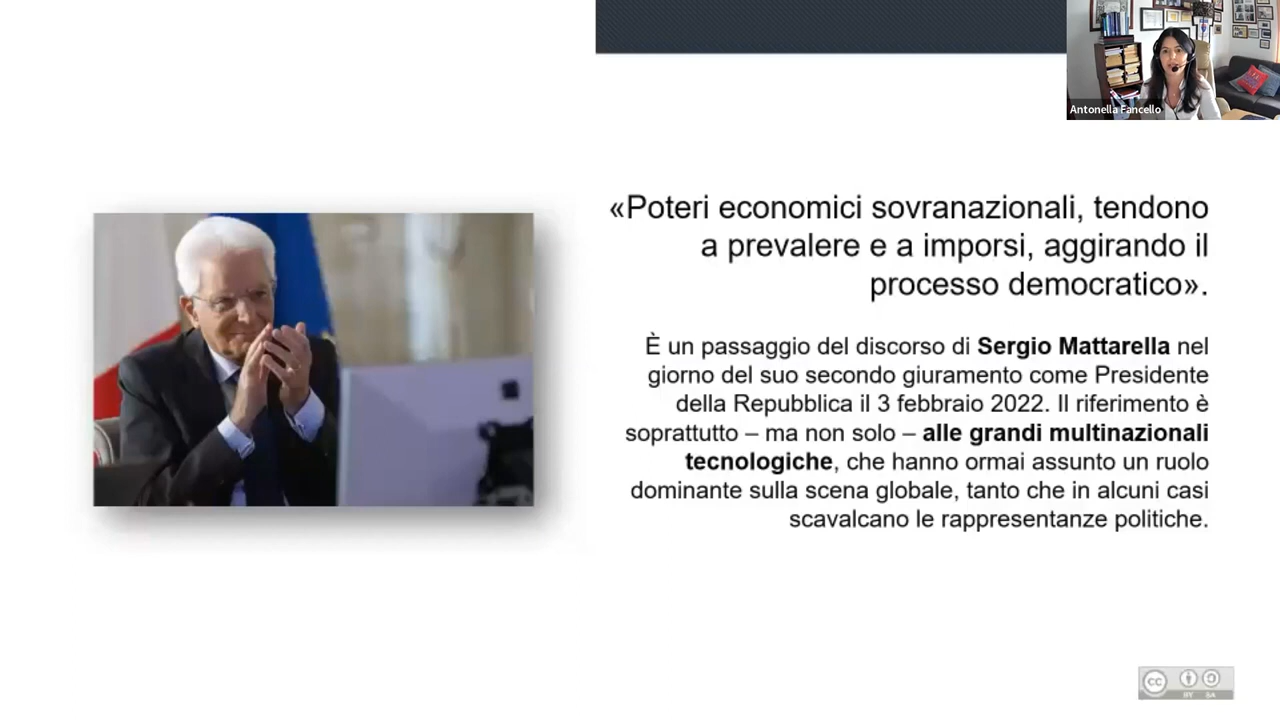 Antonella Fancello
«Poteri economici sovranazionali, tendono
a prevalere e a imporsi, aggirando il
processo democratico».
È un passaggio del discorso di Sergio Mattarella nel
giorno del suo secondo giuramento come Presidente
della Repubblica il 3 febbraio 2022. Il riferimento è
soprattutto – ma non solo – alle grandi multinazionali
tecnologiche, che hanno ormai assunto un ruolo
dominante sulla scena globale, tanto che in alcuni casi
scavalcano le rappresentanze politiche.
cc
BY SA